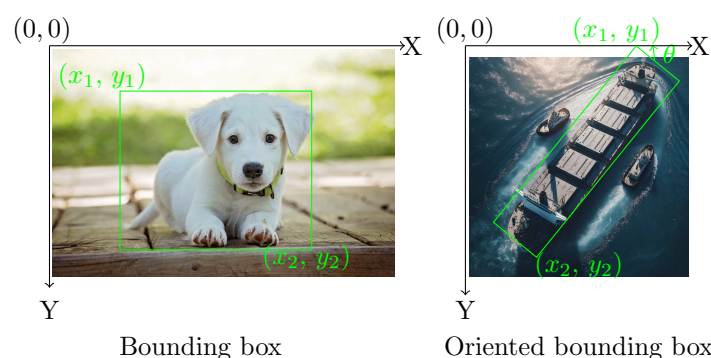 (0, 0)
X
(x₁, y₁)
(x₂, y₂)
Y
Bounding box
(0, 0)
(x₁, y₁)
X
θ
(x₂, y₂)
Y
Oriented bounding box